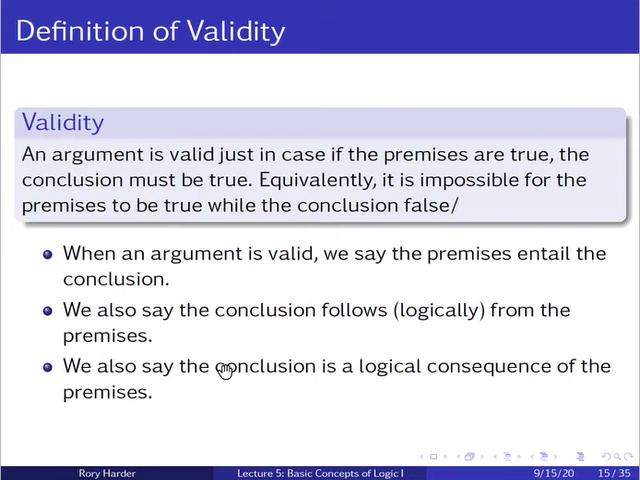 Definition of Validity
Validity
An argument is valid just in case if the premises are true, the
conclusion must be true. Equivalently, it is impossible for the
premises to be true while the conclusion false/
When an argument is valid, we say the premises entail the
conclusion.
We also say the conclusion follows (logically) from the
premises.
We also say the conclusion is a logical consequence of the
premises.
Rory Harder
Lecture 5: Basic Concepts of Logic I
9/15/20
15 / 35